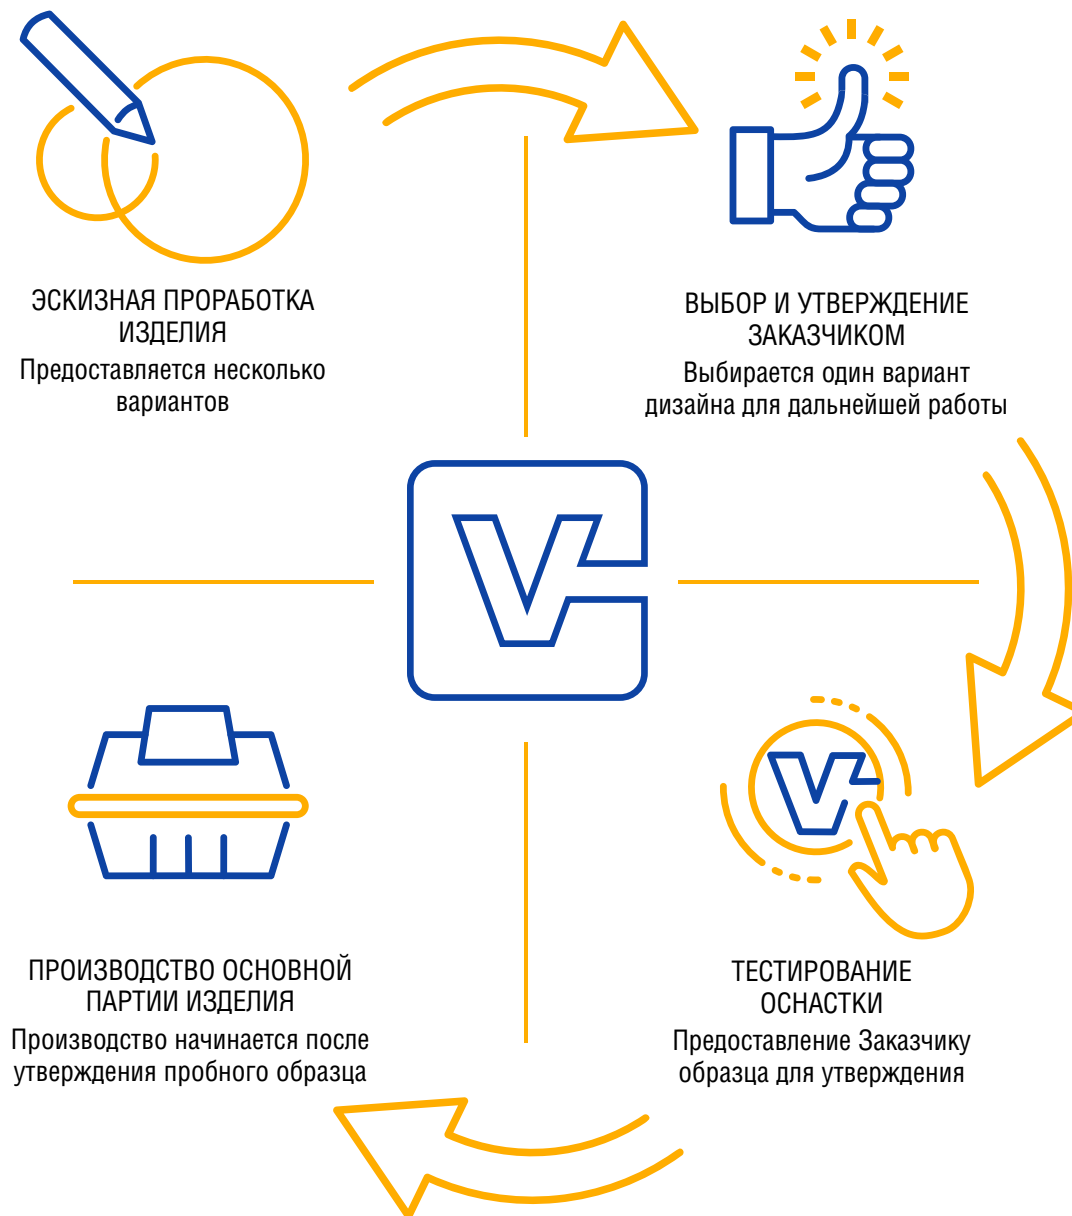 ЭСКИЗНАЯ ПРОРАБОТКА
ИЗДЕЛИЯ
Предоставляется несколько
вариантов
ВЫБОР И УТВЕРЖДЕНИЕ
ЗАКАЗЧИКОМ
Выбирается один вариант
дизайна для дальнейшей работы
ПРОИЗВОДСТВО ОСНОВНОЙ
ПАРТИИ ИЗДЕЛИЯ
Производство начинается после
утверждения пробного образца
ТЕСТИРОВАНИЕ
ОСНАСТКИ
Предоставление Заказчику
образца для утверждения